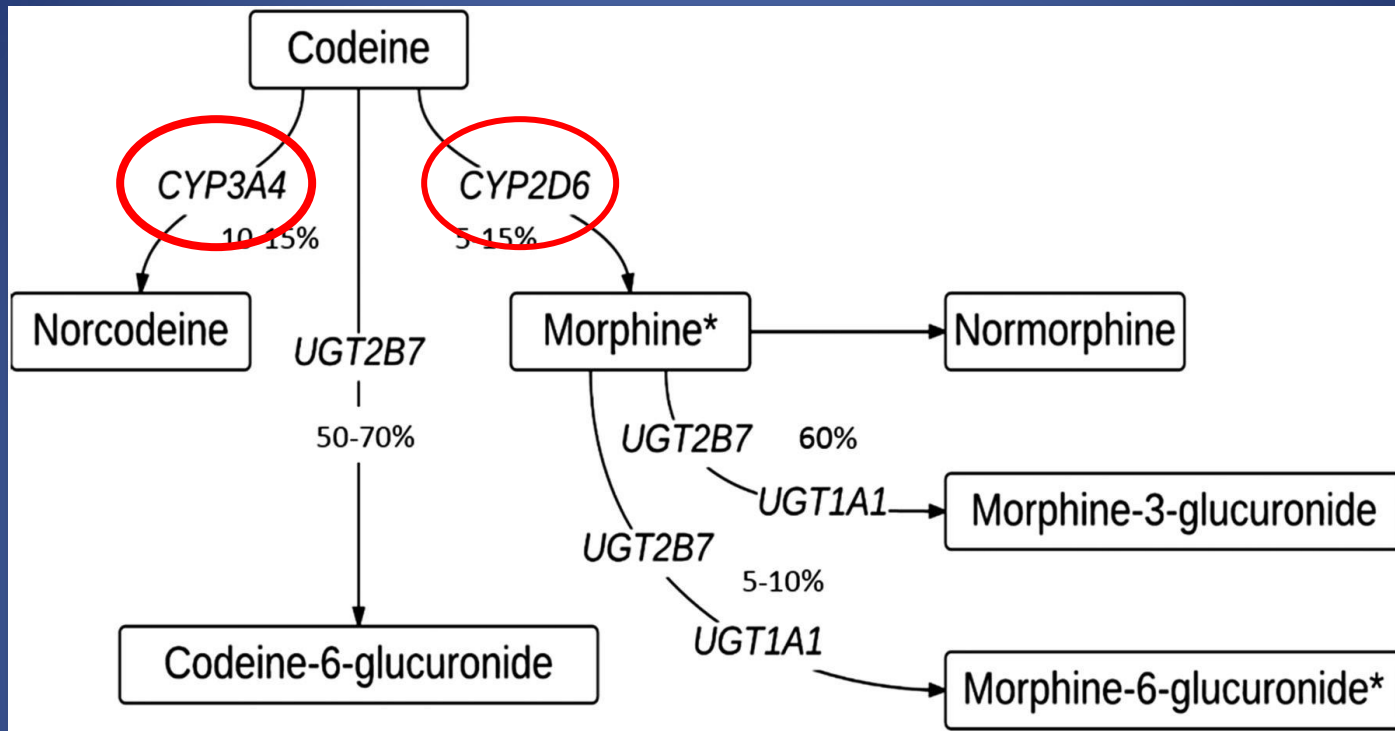 Codeine
CYP3A4
CYP2D6
10-15%
5-15%
Norcodeine
UGT2B7
Morphine*
Normorphine
50-70%
UGT2B7
60%
UGT1A1
Morphine-3-glucuronide
UGT2B7
5-10%
UGT1A1
Codeine-6-glucuronide
Morphine-6-glucuronide*